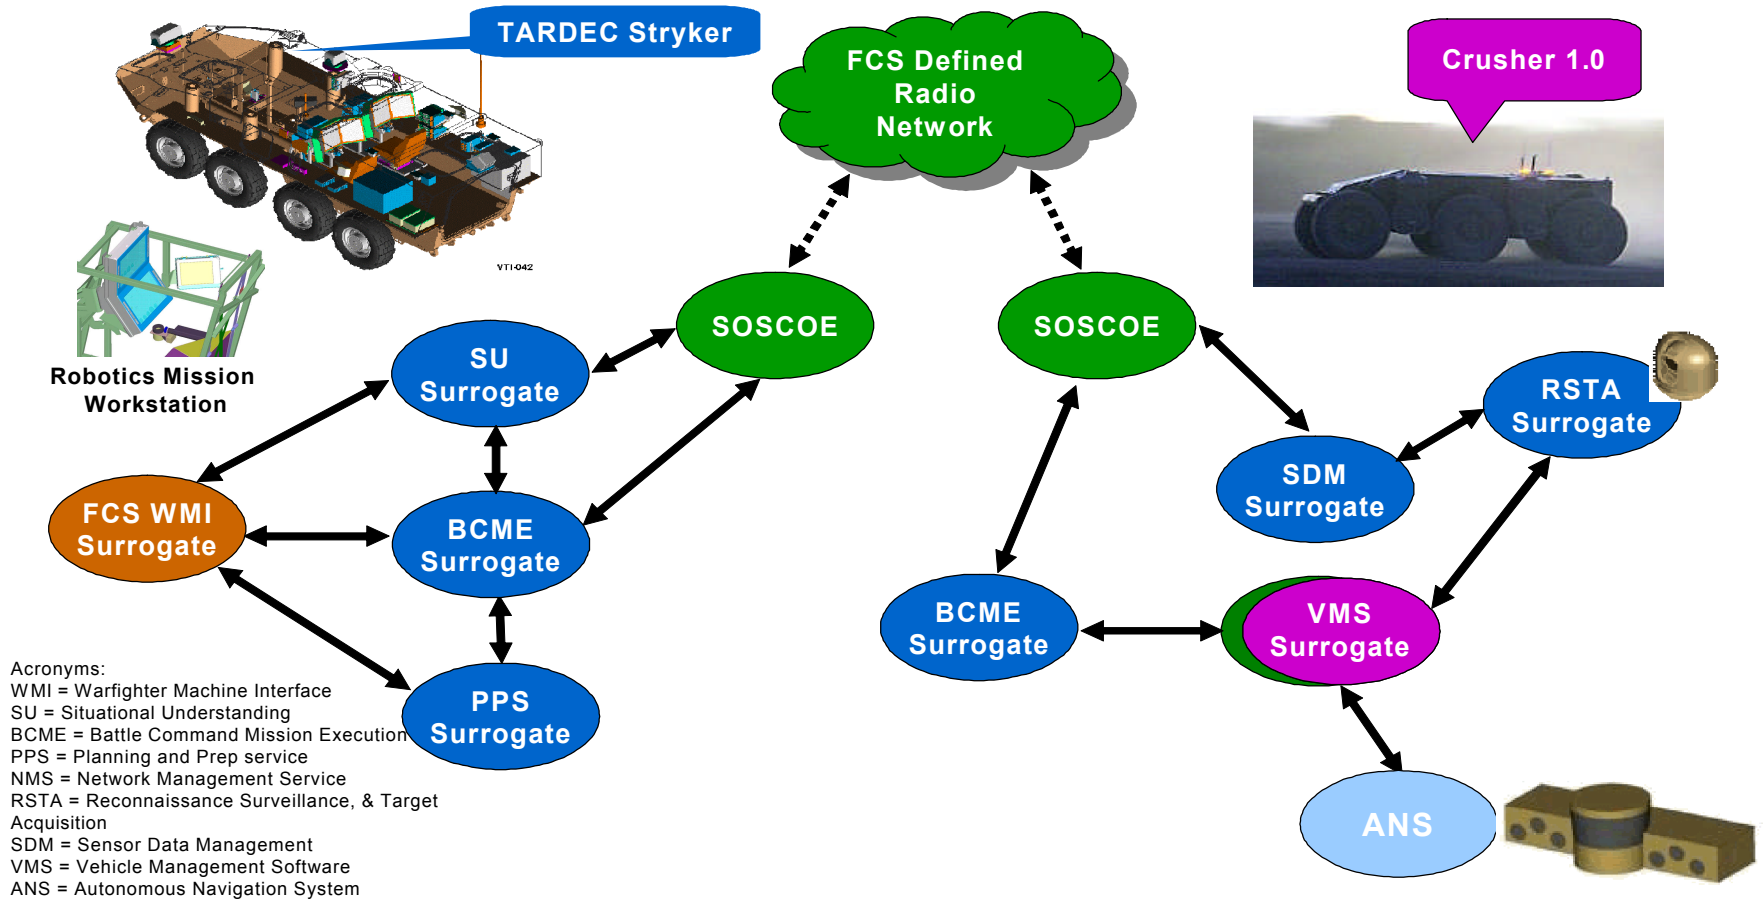 TARDEC Stryker
FCS Defined
Radio
Network
Crusher 1.0
VTI-042
Robotics Mission
Workstation
SOSCOE
SOSCOE
SU
Surrogate
RSTA
Surrogate
SDM
Surrogate
FCS WMI
Surrogate
BCME
Surrogate
BCME
Surrogate
VMS
Surrogate
PPS
Surrogate
ANS
Acronyms:
WMI = Warfighter Machine Interface
SU = Situational Understanding
BCME = Battle Command Mission Execution
PPS = Planning and Prep service
NMS = Network Management Service
RSTA = Reconnaissance Surveillance, & Target
Acquisition
SDM = Sensor Data Management
VMS = Vehicle Management Software
ANS = Autonomous Navigation System